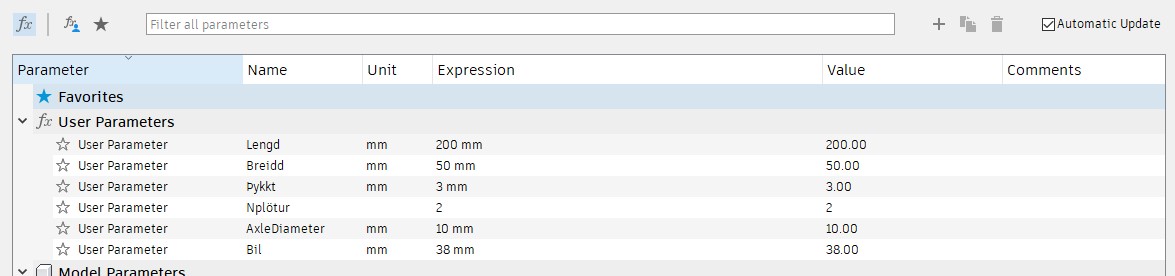 fx fx Filter all parameters Automatic Update
Parameter Name Unit Expression Value Comments
Favorites
fx User Parameters
User Parameter Lengd mm 200 mm 200.00
User Parameter Breidd mm 50 mm 50.00
User Parameter Þykkt mm 3 mm 3.00
User Parameter Nplötur 2 2
User Parameter AxleDiameter mm 10 mm 10.00
User Parameter Bil mm 38 mm 38.00
Model Parameters